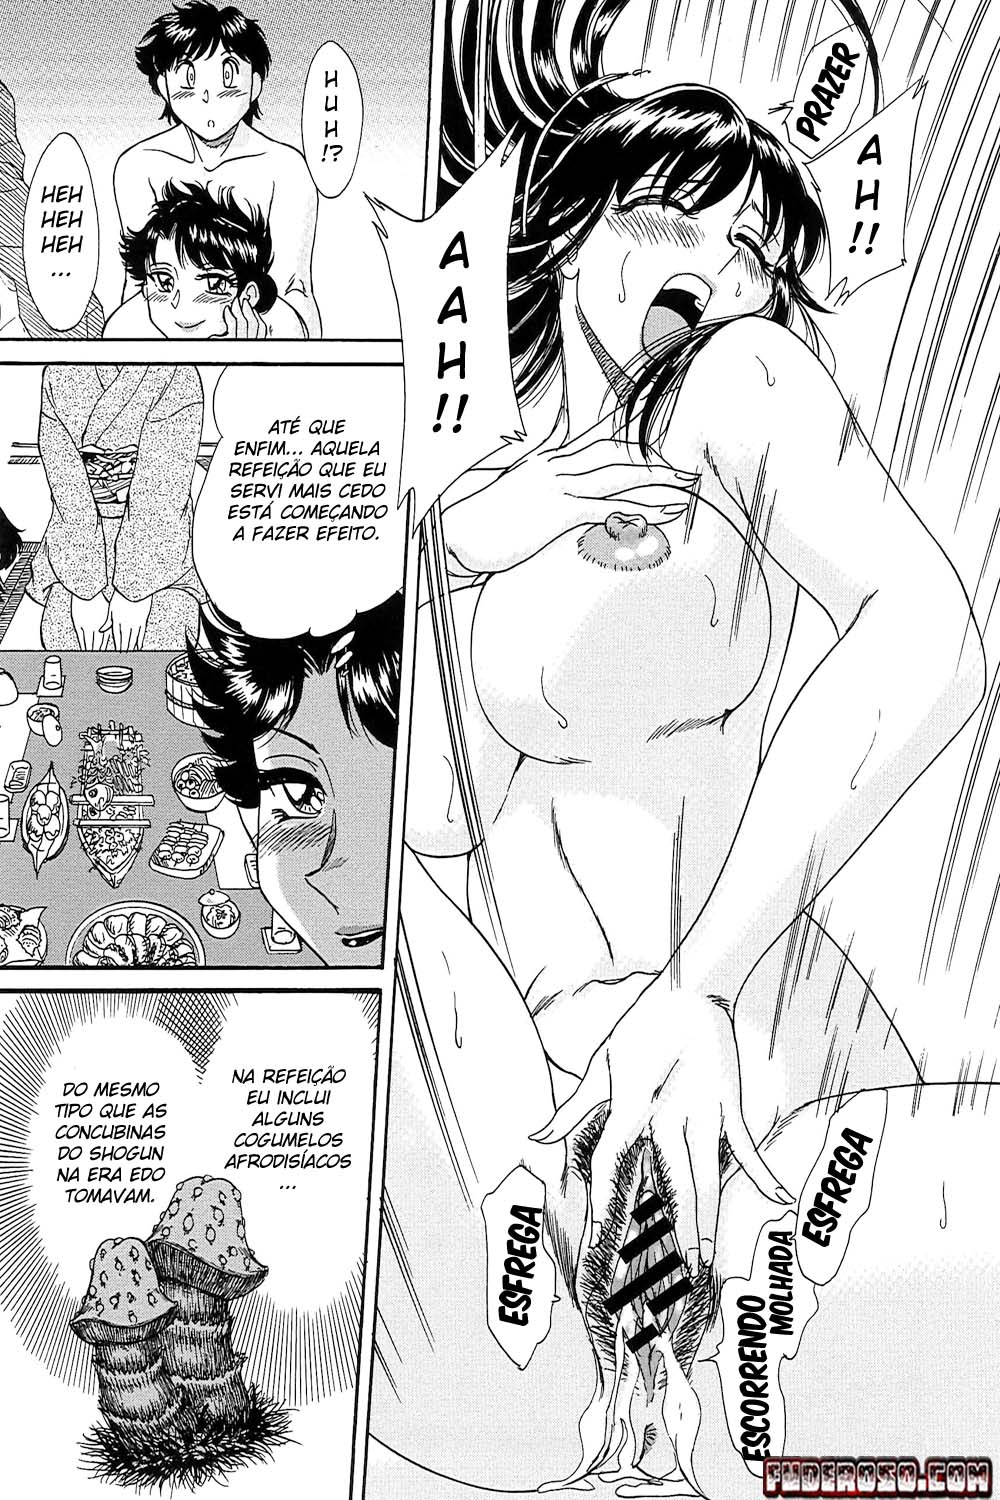 PRAZER
AH!!
AAH!!
HUH!?
HEH
HEH
HEH
...
ATÉ QUE
ENFIM... AQUELA
REFEIÇÃO QUE EU
SERVI MAIS CEDO
ESTÁ COMEÇANDO
A FAZER EFEITO.
NA REFEIÇÃO
EU INCLUI
ALGUNS
COGUMELOS
AFRODISÍACOS
...
DO MESMO
TIPO QUE AS
CONCUBINAS
DO SHOGUN
NA ERA EDO
TOMAVAM.
ESFREGA
ESFREGA
MOLHADA
ESCORRENDO
FUDEROSO.COM